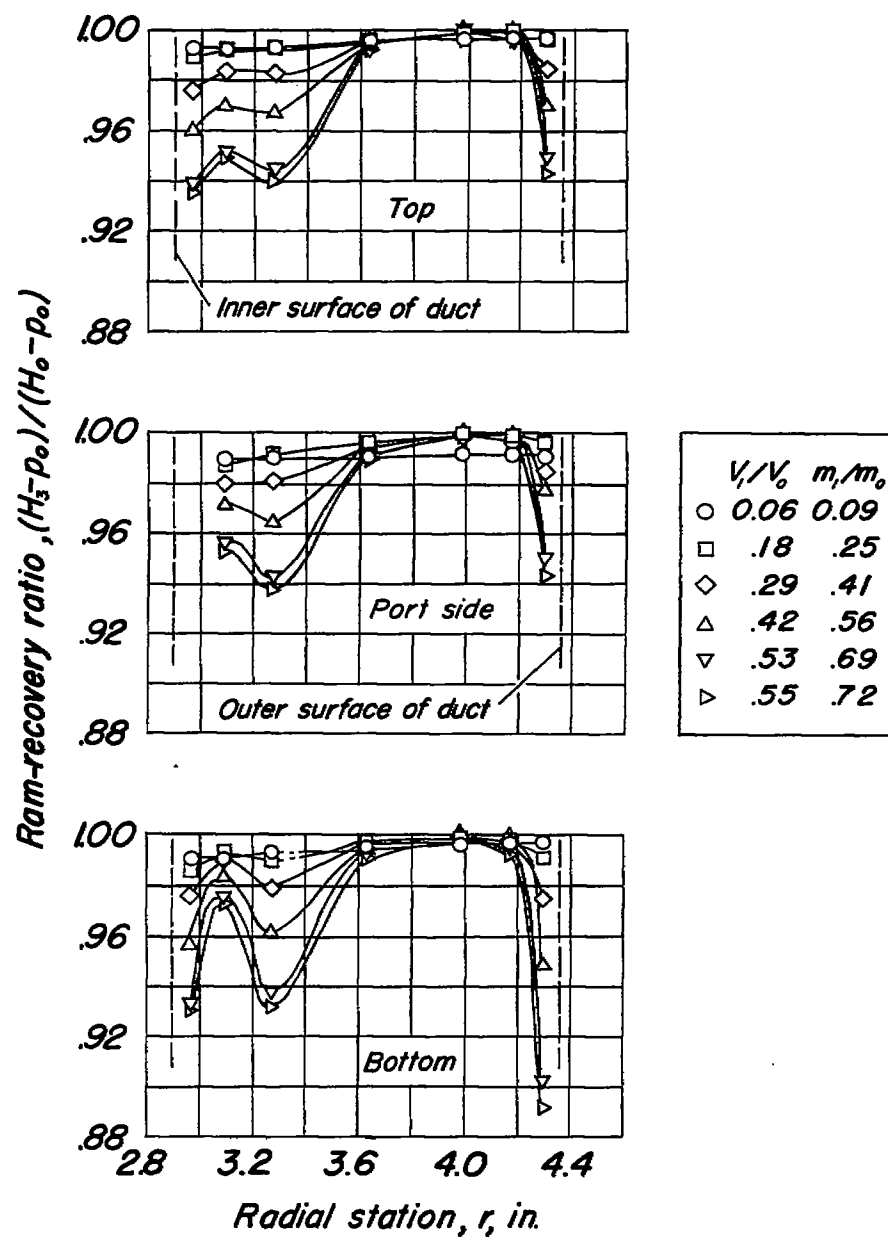 Ram-recovery ratio, (H₃-p₀)/(H₀-p₀)
1.00
.96
.92
.88
Top
Inner surface of duct
1.00
.96
.92
.88
Port side
Outer surface of duct
V₁/V₀ m₁/m₀
0.06 0.09
.18 .25
.29 .41
.42 .56
.53 .69
.55 .72
1.00
.96
.92
.88
Bottom
2.8 3.2 3.6 4.0 4.4
Radial station, r, in.